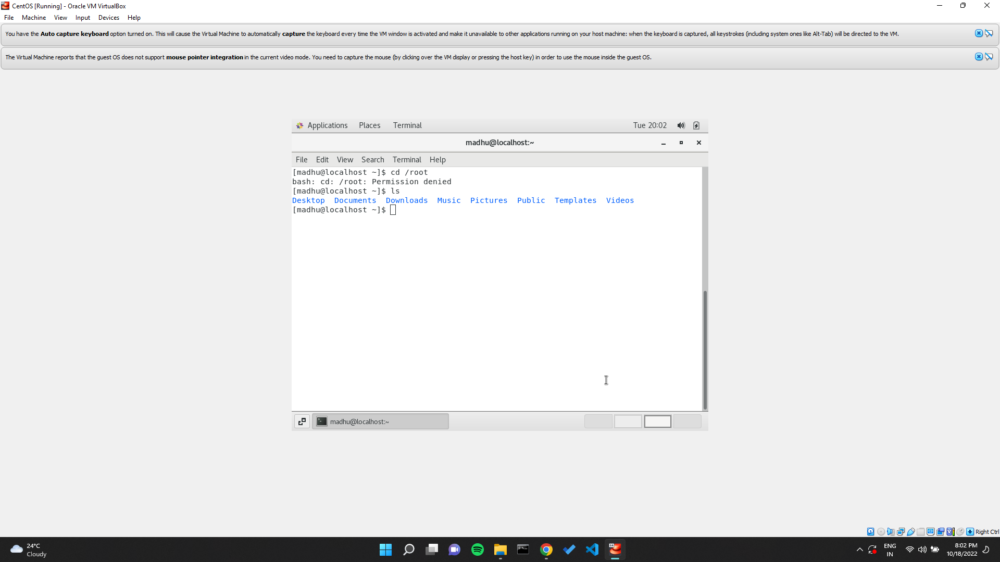 CentOS [Running] - Oracle VM VirtualBox
File Machine View Input Devices Help
You have the Auto capture keyboard option turned on. This will cause the Virtual Machine to automatically capture the keyboard every time the VM window is activated and make it unavailable to other applications running on your host machine: when the keyboard is captured, all keystrokes (including system ones like Alt-Tab) will be directed to the VM.
The Virtual Machine reports that the guest OS does not support mouse pointer integration in the current video mode. You need to capture the mouse (by clicking over the VM display or pressing the host key) in order to use the mouse inside the guest OS.
Applications Places Terminal Tue 20:02
madhu@localhost:~
File Edit View Search Terminal Help
[madhu@localhost ~]$ cd /root
bash: cd: /root: Permission denied
[madhu@localhost ~]$ ls
Desktop Documents Downloads Music Pictures Public Templates Videos
[madhu@localhost ~]$
madhu@localhost:~
Right Ctrl
24°C
Cloudy
ENG
IN
8:02 PM
10/18/2022